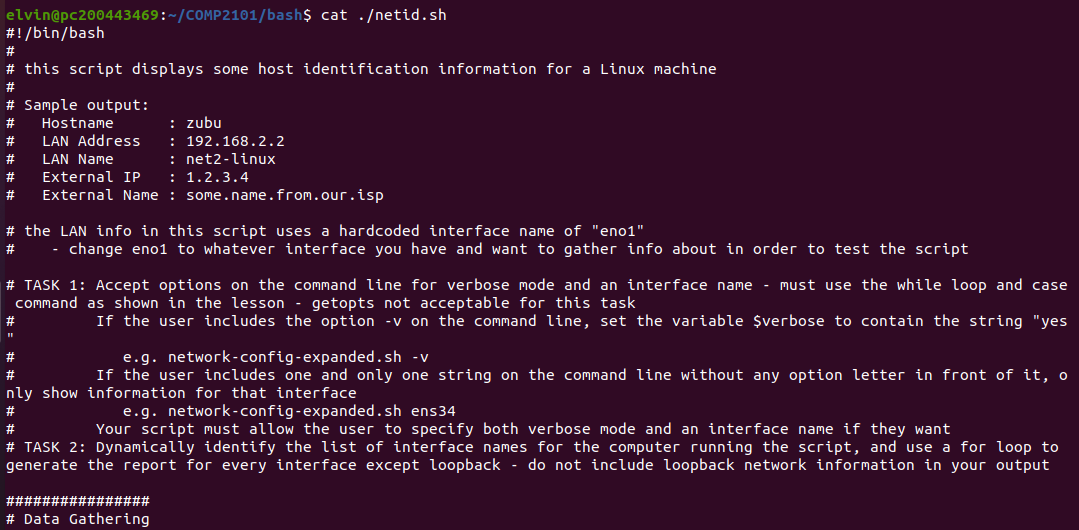 elvin@pc200443469:~/COMP2101/bash$ cat ./netid.sh
#!/bin/bash
#
# this script displays some host identification information for a Linux machine
#
# Sample output:
#   Hostname      : zubu
#   LAN Address   : 192.168.2.2
#   LAN Name      : net2-linux
#   External IP   : 1.2.3.4
#   External Name : some.name.from.our.isp

# the LAN info in this script uses a hardcoded interface name of "eno1"
#    - change eno1 to whatever interface you have and want to gather info about in order to test the script

# TASK 1: Accept options on the command line for verbose mode and an interface name - must use the while loop and case
 command as shown in the lesson - getopts not acceptable for this task
#         If the user includes the option -v on the command line, set the variable $verbose to contain the string "yes
"
#            e.g. network-config-expanded.sh -v
#         If the user includes one and only one string on the command line without any option letter in front of it, o
nly show information for that interface
#            e.g. network-config-expanded.sh ens34
#         Your script must allow the user to specify both verbose mode and an interface name if they want
# TASK 2: Dynamically identify the list of interface names for the computer running the script, and use a for loop to
generate the report for every interface except loopback - do not include loopback network information in your output

################
# Data Gathering